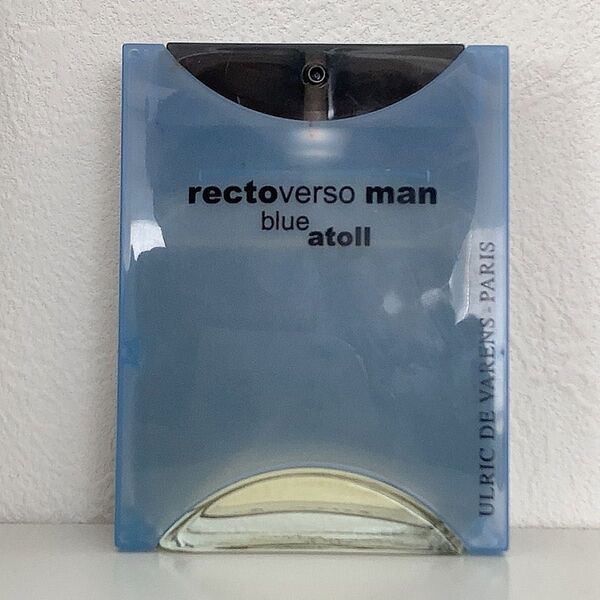 rectoverso man
blue
atoll
ULRIC DE VARENS - PARIS